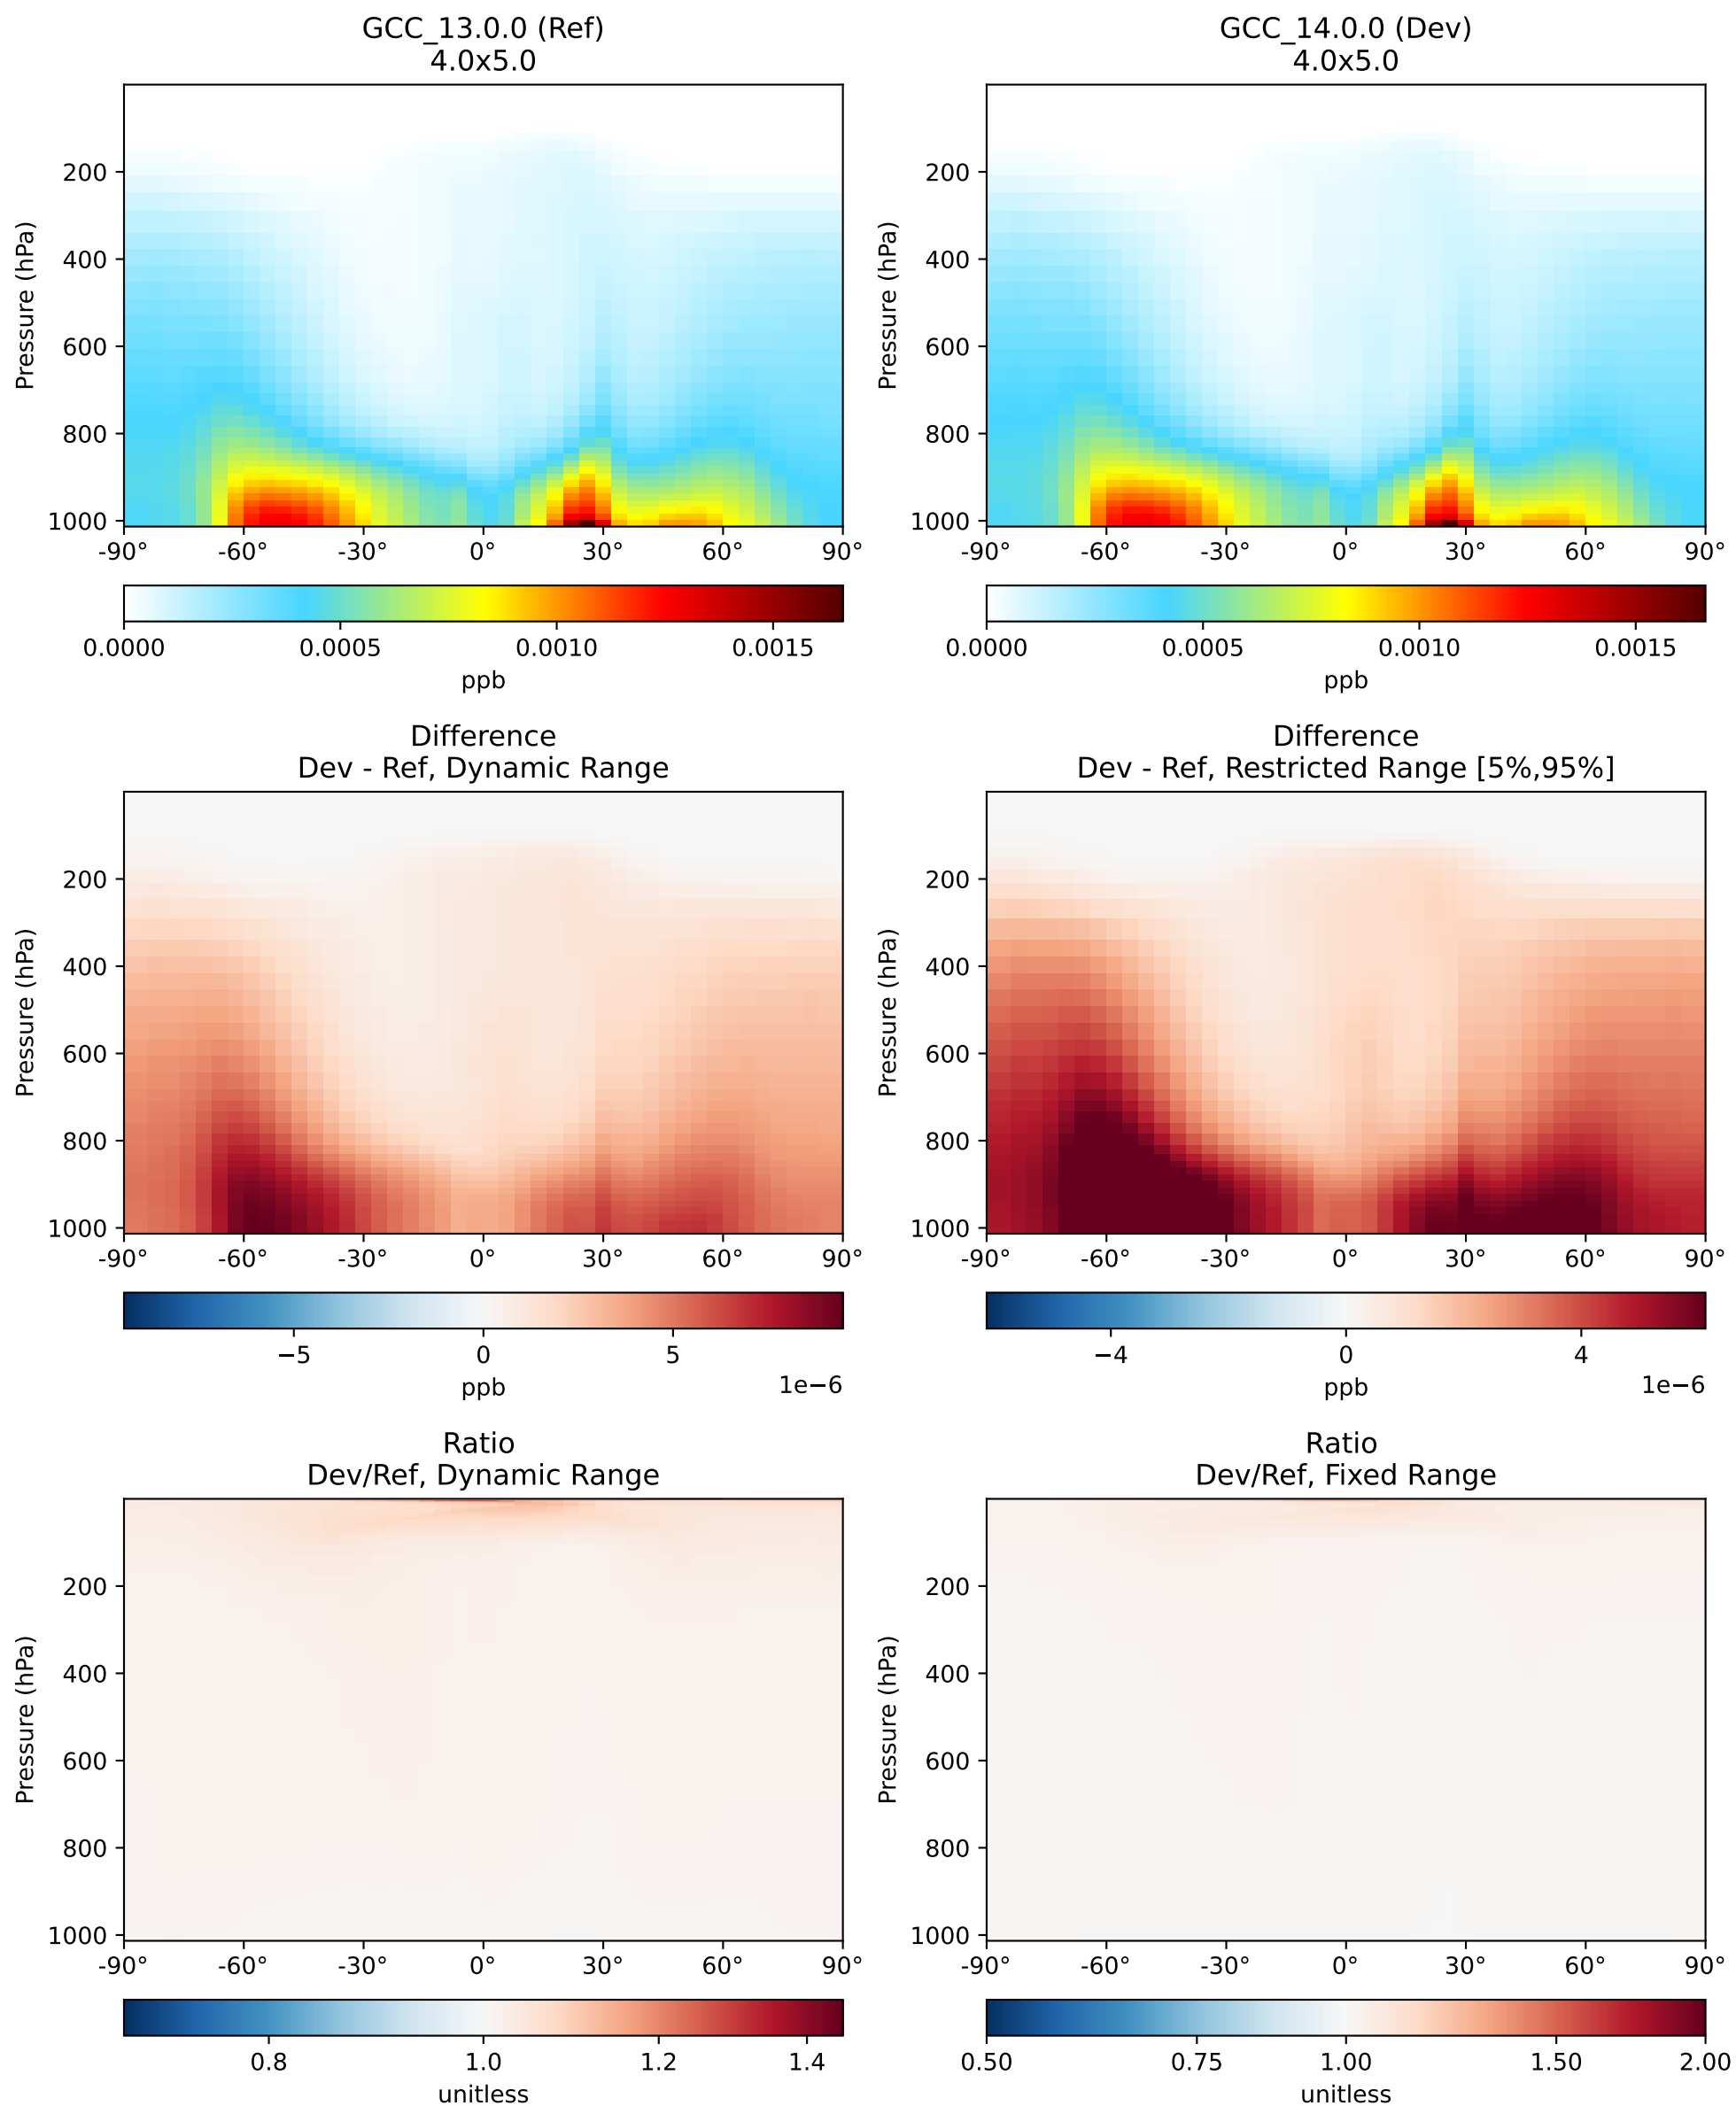 GCC_13.0.0 (Ref)
4.0x5.0
Pressure (hPa)
200
400
600
800
1000
-90° -60° -30° 0° 30° 60° 90°
0.0000 0.0005 0.0010 0.0015
ppb
GCC_14.0.0 (Dev)
4.0x5.0
Pressure (hPa)
200
400
600
800
1000
-90° -60° -30° 0° 30° 60° 90°
0.0000 0.0005 0.0010 0.0015
ppb
Difference
Dev - Ref, Dynamic Range
Pressure (hPa)
200
400
600
800
1000
-90° -60° -30° 0° 30° 60° 90°
−5 0 5
ppb
1e−6
Difference
Dev - Ref, Restricted Range [5%,95%]
Pressure (hPa)
200
400
600
800
1000
-90° -60° -30° 0° 30° 60° 90°
−4 0 4
ppb
1e−6
Ratio
Dev/Ref, Dynamic Range
Pressure (hPa)
200
400
600
800
1000
-90° -60° -30° 0° 30° 60° 90°
0.8 1.0 1.2 1.4
unitless
Ratio
Dev/Ref, Fixed Range
Pressure (hPa)
200
400
600
800
1000
-90° -60° -30° 0° 30° 60° 90°
0.50 0.75 1.00 1.50 2.00
unitless